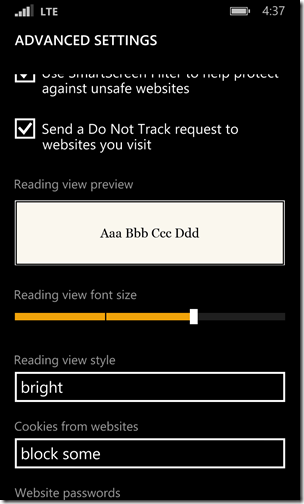 LTE 4:37
ADVANCED SETTINGS
Use SmartScreen Filter to help protect
against unsafe websites
Send a Do Not Track request to
websites you visit
Reading view preview
Aaa Bbb Ccc Ddd
Reading view font size
Reading view style
bright
Cookies from websites
block some
Website passwords